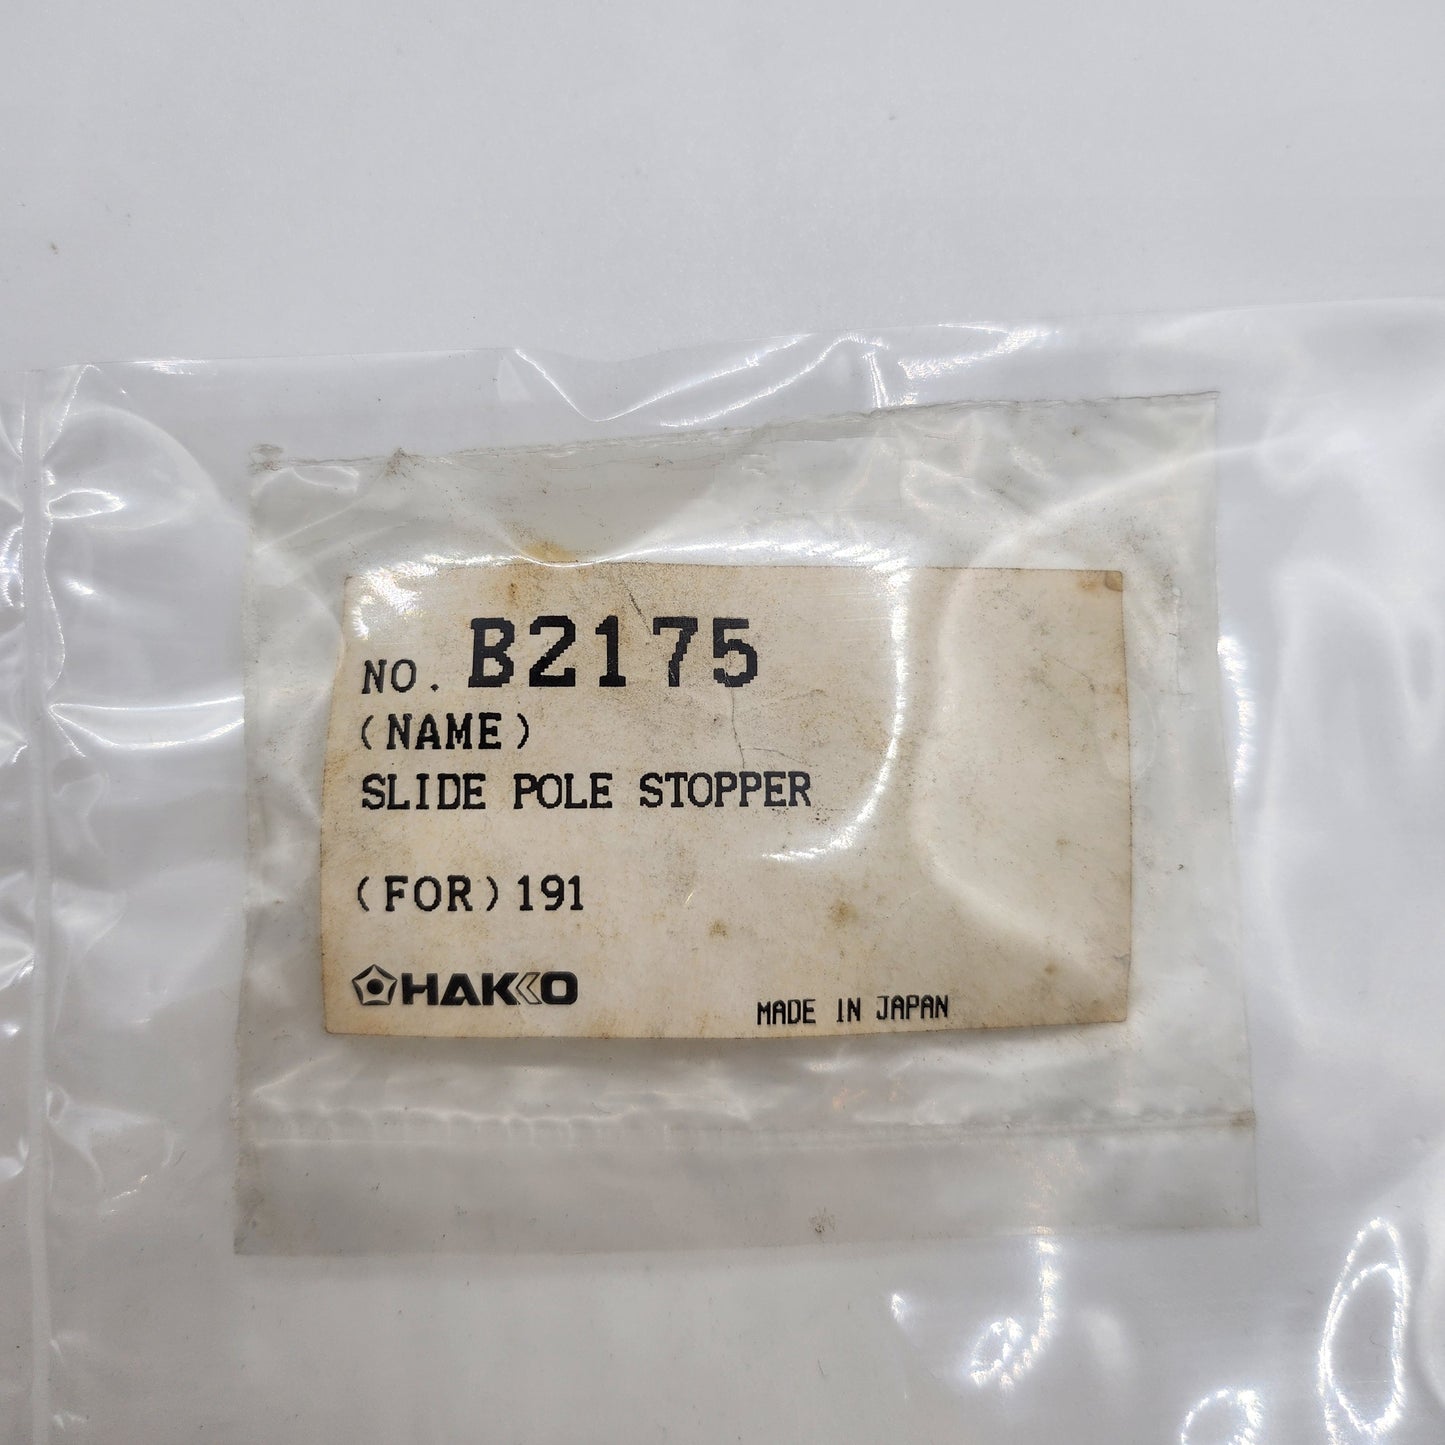 NO. B2175
(NAME)
SLIDE POLE STOPPER
(FOR) 191
HAKKO
MADE IN JAPAN